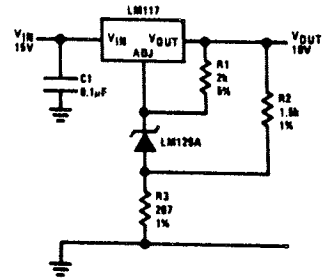 LM117
VIN
15V
VIN
VOUT
ADJ
VOUT
10V
C1
0.1μF
R1
2k
5%
R2
1.5k
1%
LM129A
R3
267
1%